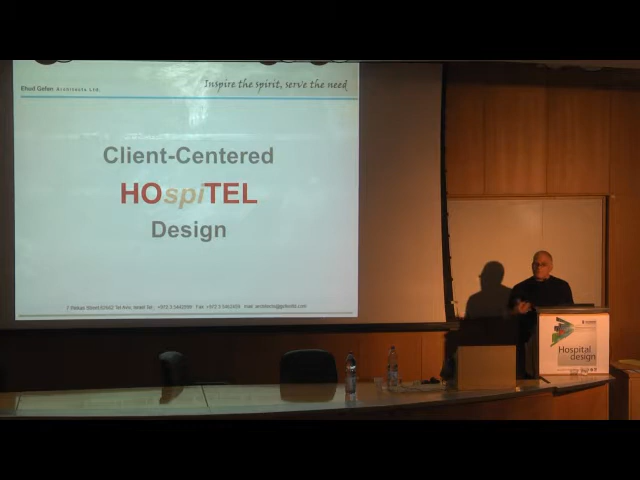 Ehud Gefen Architects Ltd.
Inspire the spirit, serve the need
Client-Centered
HOspiTEL
Design
Hospital
design